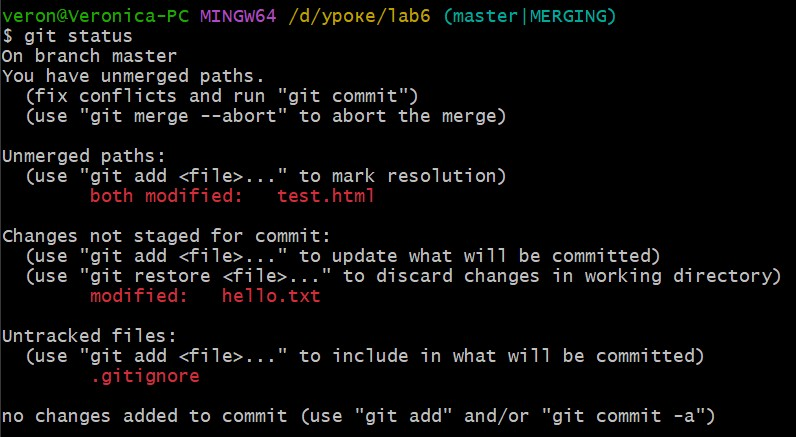 veron@Veronica-PC MINGW64 /d/уроке/lab6 (master|MERGING)
$ git status
On branch master
You have unmerged paths.
  (fix conflicts and run "git commit")
  (use "git merge --abort" to abort the merge)

Unmerged paths:
  (use "git add <file>..." to mark resolution)
        both modified:   test.html

Changes not staged for commit:
  (use "git add <file>..." to update what will be committed)
  (use "git restore <file>..." to discard changes in working directory)
        modified:   hello.txt

Untracked files:
  (use "git add <file>..." to include in what will be committed)
        .gitignore

no changes added to commit (use "git add" and/or "git commit -a")